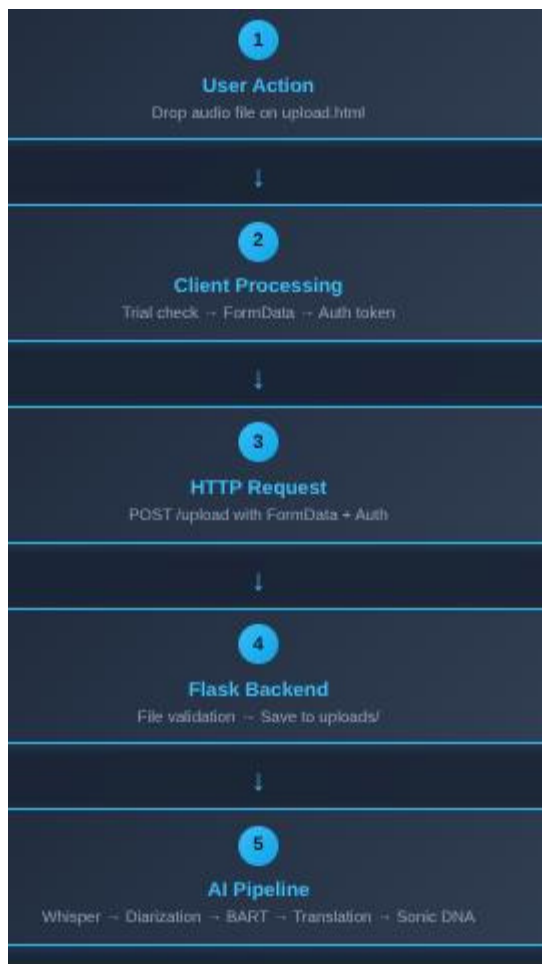 1
User Action
Drop audio file on upload.html
↓
2
Client Processing
Trial check → FormData → Auth token
↓
3
HTTP Request
POST /upload with FormData + Auth
↓
4
Flask Backend
File validation → Save to uploads/
↓
5
AI Pipeline
Whisper → Diarization → BART → Translation → Sonic DNA